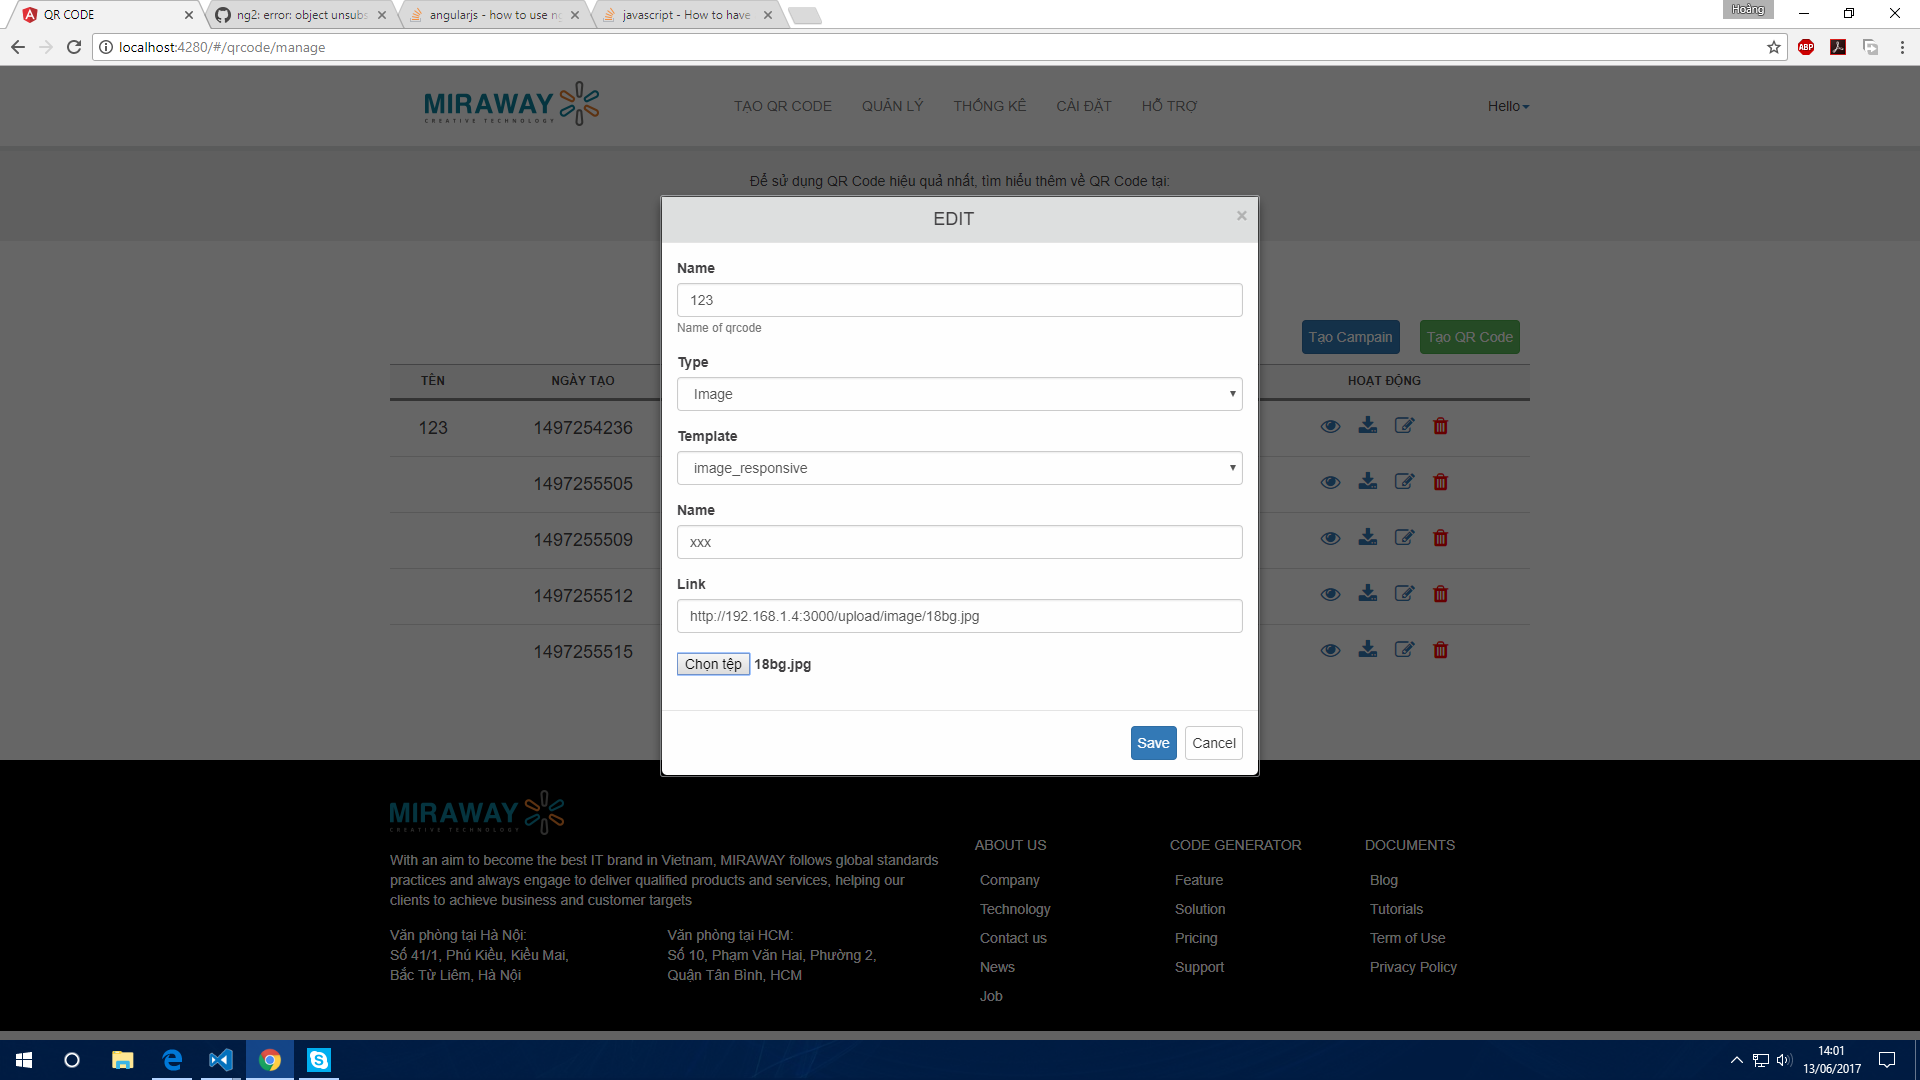 QR CODE
ng2: error: object unsubs
angularjs - how to use ng
javascript - How to have
Hoàng
localhost:4280/#/qrcode/manage
ABP
MIRAWAY
CREATIVE TECHNOLOGY
TẠO QR CODE
QUẢN LÝ
THỐNG KÊ
CÀI ĐẶT
HỖ TRỢ
Hello
Để sử dụng QR Code hiệu quả nhất, tìm hiểu thêm về QR Code tại:
EDIT
×
Name
123
Name of qrcode
Type
Image
Template
image_responsive
Name
xxx
Link
http://192.168.1.4:3000/upload/image/18bg.jpg
Chọn tệp 18bg.jpg
Save
Cancel
Tạo Campain
Tạo QR Code
TÊN
NGÀY TẠO
HOẠT ĐỘNG
123
1497254236
1497255505
1497255509
1497255512
1497255515
MIRAWAY
CREATIVE TECHNOLOGY
With an aim to become the best IT brand in Vietnam, MIRAWAY follows global standards
practices and always engage to deliver qualified products and services, helping our
clients to achieve business and customer targets
Văn phòng tại Hà Nội:
Số 41/1, Phú Kiều, Kiều Mai,
Bắc Từ Liêm, Hà Nội
Văn phòng tại HCM:
Số 10, Phạm Văn Hai, Phường 2,
Quận Tân Bình, HCM
ABOUT US
Company
Technology
Contact us
News
Job
CODE GENERATOR
Feature
Solution
Pricing
Support
DOCUMENTS
Blog
Tutorials
Term of Use
Privacy Policy
14:01
13/06/2017